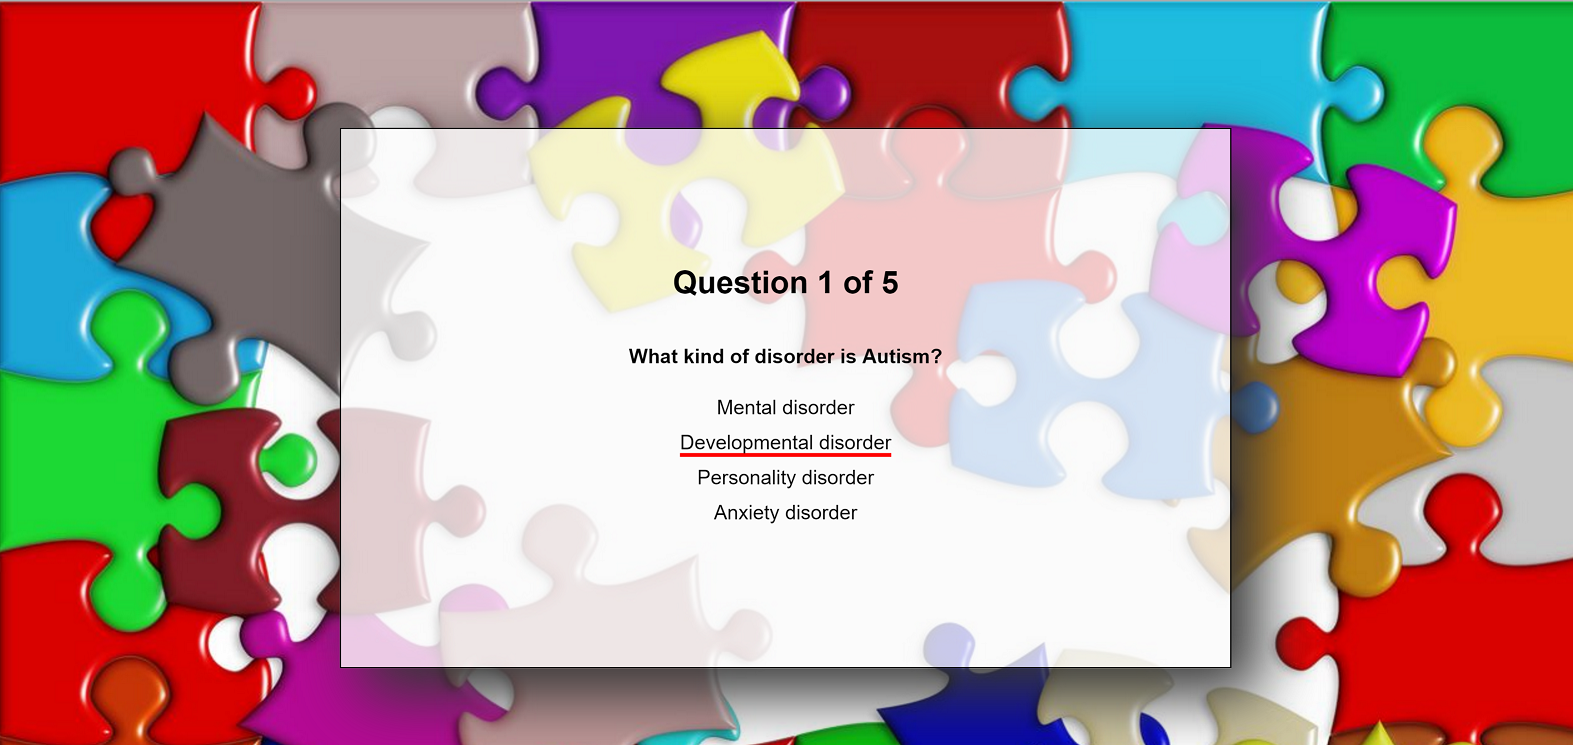 Question 1 of 5
What kind of disorder is Autism?
Mental disorder
Developmental disorder
Personality disorder
Anxiety disorder